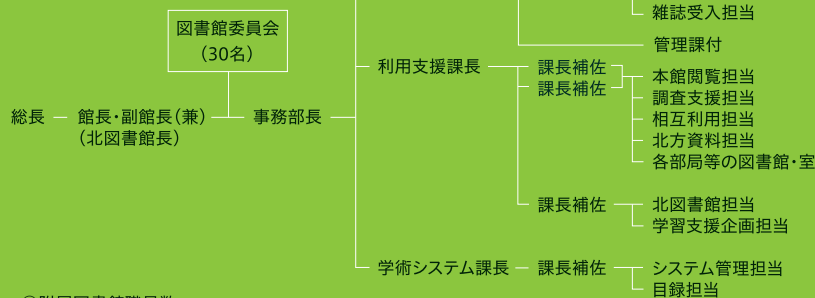 雑誌受入担当
図書館委員会
（30名）
管理課付
利用支援課長
課長補佐
課長補佐
本館閲覧担当
調査支援担当
相互利用担当
北方資料担当
各部局等の図書館・室
総長
館長・副館長（兼）
（北図書館長）
事務部長
課長補佐
北図書館担当
学習支援企画担当
学術システム課長
課長補佐
システム管理担当
目録担当